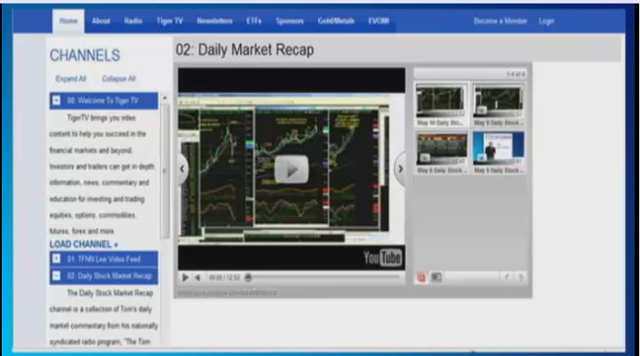 Home About Radio Tiger TV Newsletters ETFs Sponsors Gold/Metals Become a Member Login
CHANNELS
Expand All Collapse All
00: Welcome To Tiger TV
TigerTV brings you video
content to help you succeed in the
financial markets and beyond.
Investors and traders can get in depth
information, news, commentary and
education for investing and trading
equities, options, commodities,
futures, forex and more
LOAD CHANNEL +
01: TFNN Live Video Feed
02: Daily Stock Market Recap
The Daily Stock Market Recap
channel is a collection of Tom's daily
market commentary from his nationally
syndicated radio program, "The Tom
02: Daily Market Recap
YouTube
May 10 Daily Sto...
May 9 Daily Stock ...
May 6 Daily Stock ...
May 5 Daily Stock ...